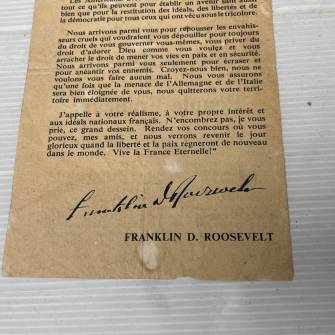 Les Américains
tout ce qu'ils peuvent pour établir un avenir sain aussi
bien que pour la restitution des idéals, des libertés et de
la démocratie pour tous ceux qui ont vécu sous le tricolore.
Nous arrivons parmi vous pour repousser les envahis-
seurs cruels qui voudraient vous dépouiller pour toujours
du droit de vous gouverner vous-mêmes, vous priver du
droit d'adorer Dieu comme vous voulez et vous
arracher le droit de mener vos vies en paix et en sécurité.
Nous arrivons parmi vous seulement pour écraser et
pour anéantir vos ennemis. Croyez-nous bien, nous ne
voulons vous faire aucun mal. Nous vous assurons
qu'une fois que la menace de l'Allemagne et de l'Italie
sera bien éloignée de vous, nous quitterons votre terri-
toire immédiatement.
J'appelle à votre réalisme, à votre propre intérêt et
aux idéals nationaux français. N'encombrez pas, je vous
prie, ce grand dessein. Rendez vos concours où vous
pouvez, mes amis, et nous verrons revenir le jour
glorieux quand la liberté et la paix règneront de nouveau
dans le monde. Vive la France Eternelle!"
Franklin D Roosevelt
FRANKLIN D. ROOSEVELT